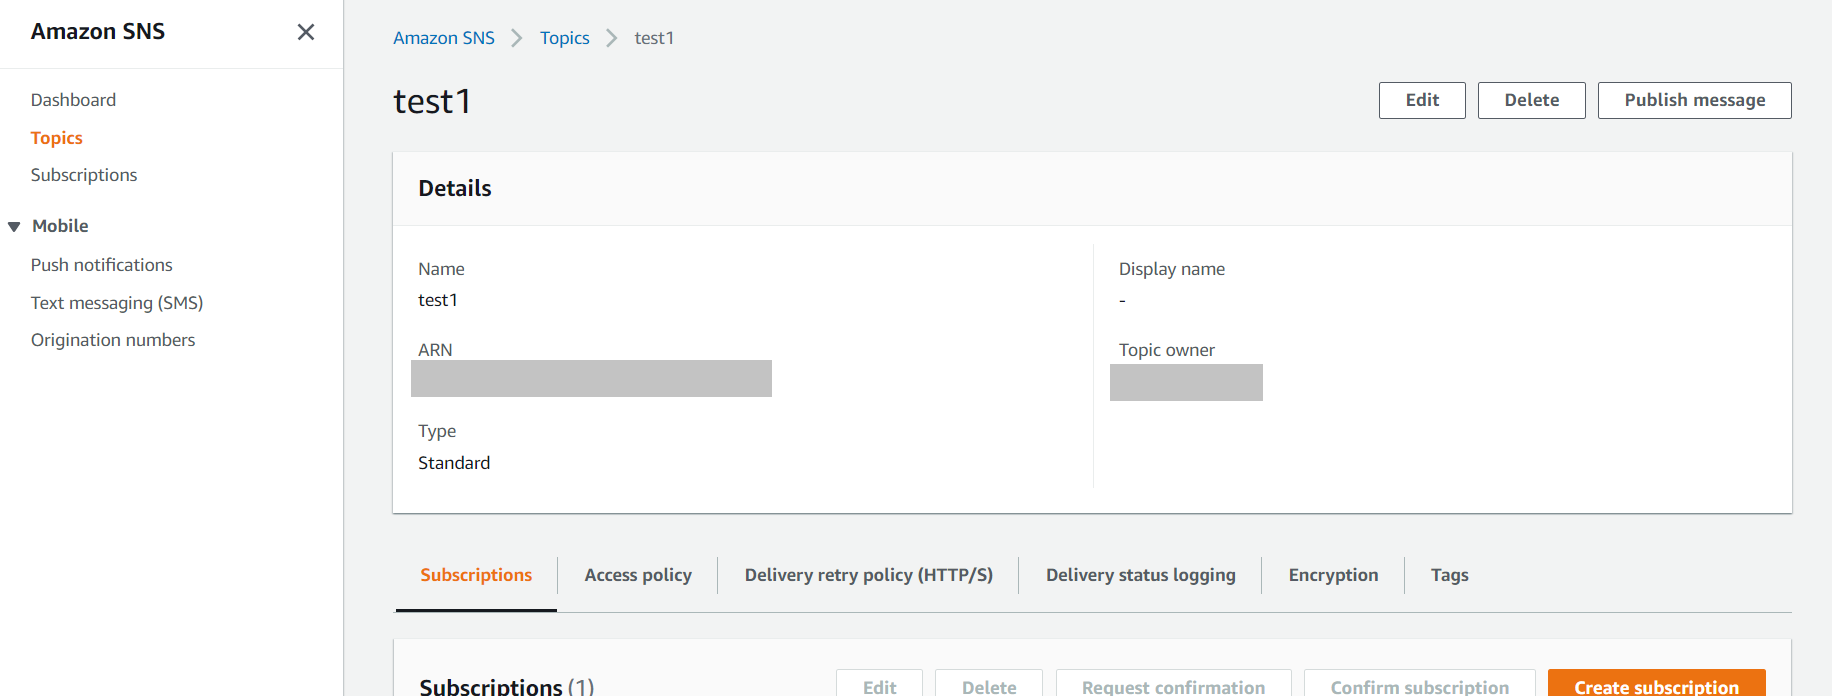 Amazon SNS
Dashboard
Topics
Subscriptions
Mobile
Push notifications
Text messaging (SMS)
Origination numbers
Amazon SNS Topics test1
test1
Edit Delete Publish message
Details
Name
test1
ARN
Type
Standard
Display name
-
Topic owner
Subscriptions Access policy Delivery retry policy (HTTP/S) Delivery status logging Encryption Tags
Subscriptions (1) Edit Delete Request confirmation Confirm subscription Create subscription